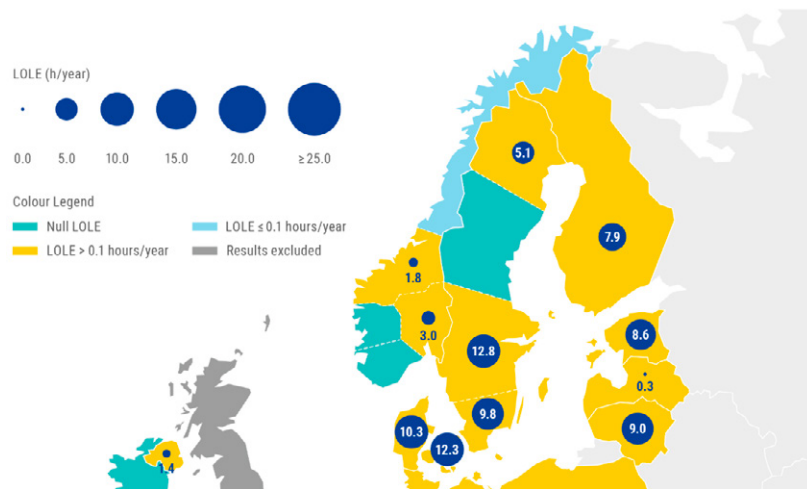 LOLE (h/year)
0.0 5.0 10.0 15.0 20.0 ≥ 25.0
Colour Legend
Null LOLE LOLE ≤ 0.1 hours/year
LOLE > 0.1 hours/year Results excluded
5.1
7.9
1.8
3.0
12.8
8.6
0.3
9.8
10.3
9.0
12.3
1.4